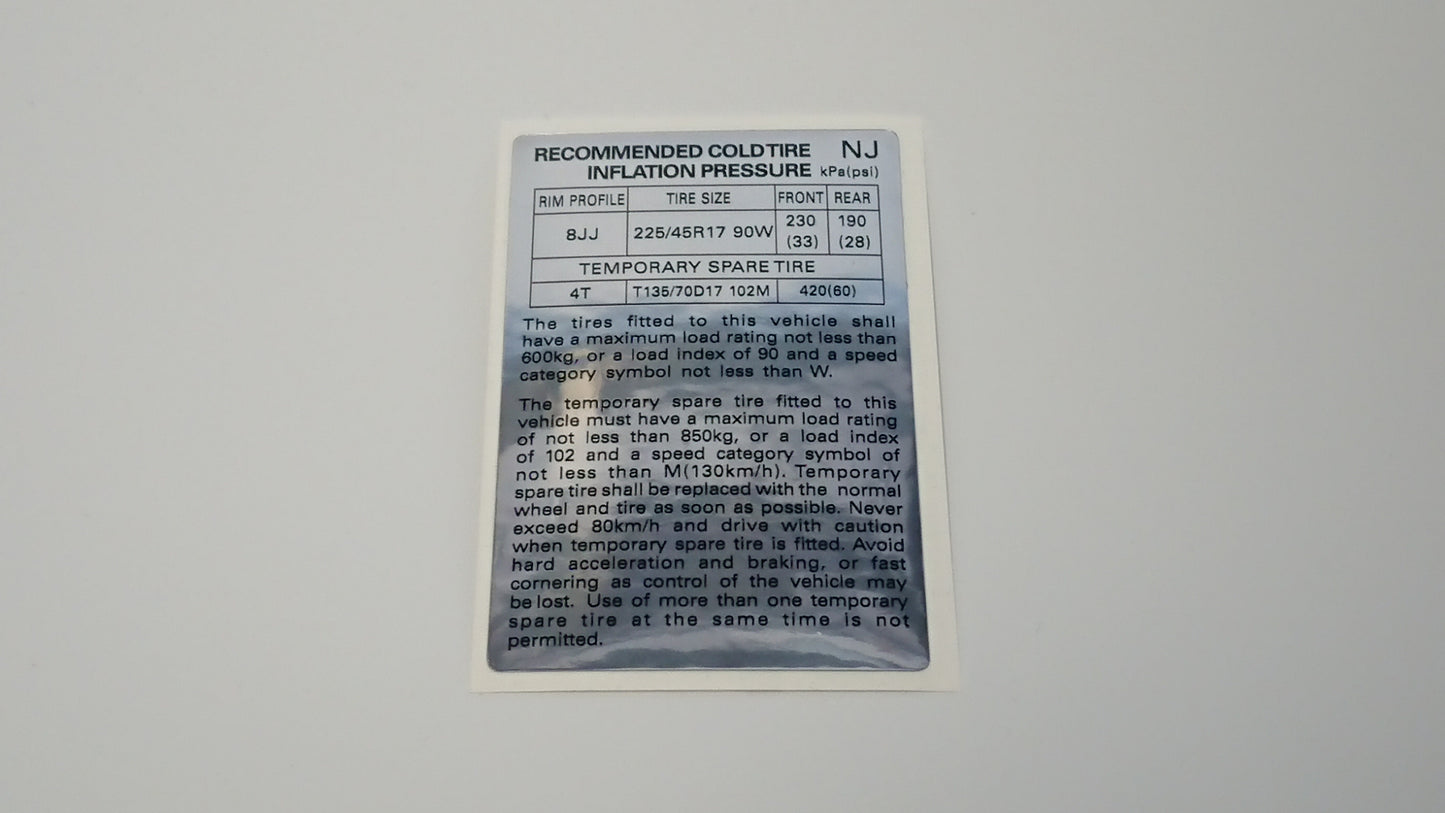 RECOMMENDED COLD TIRE NJ
INFLATION PRESSURE kPa(psi)
RIM PROFILE TIRE SIZE FRONT REAR
8JJ 225/45R17 90W 230 (33) 190 (28)
TEMPORARY SPARE TIRE
4T T135/70D17 102M 420(60)
The tires fitted to this vehicle shall
have a maximum load rating not less than
600kg, or a load index of 90 and a speed
category symbol not less than W.
The temporary spare tire fitted to this
vehicle must have a maximum load rating
of not less than 850kg, or a load index
of 102 and a speed category symbol of
not less than M(130km/h). Temporary
spare tire shall be replaced with the normal
wheel and tire as soon as possible. Never
exceed 80km/h and drive with caution
when temporary spare tire is fitted. Avoid
hard acceleration and braking, or fast
cornering as control of the vehicle may
be lost. Use of more than one temporary
spare tire at the same time is not
permitted.